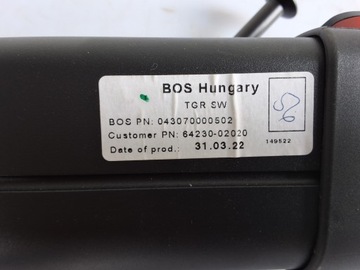 BOS Hungary
TGR SW
BOS PN: 043070000502
Customer PN: 64230-02020
Date of prod.: 31.03.22
149522